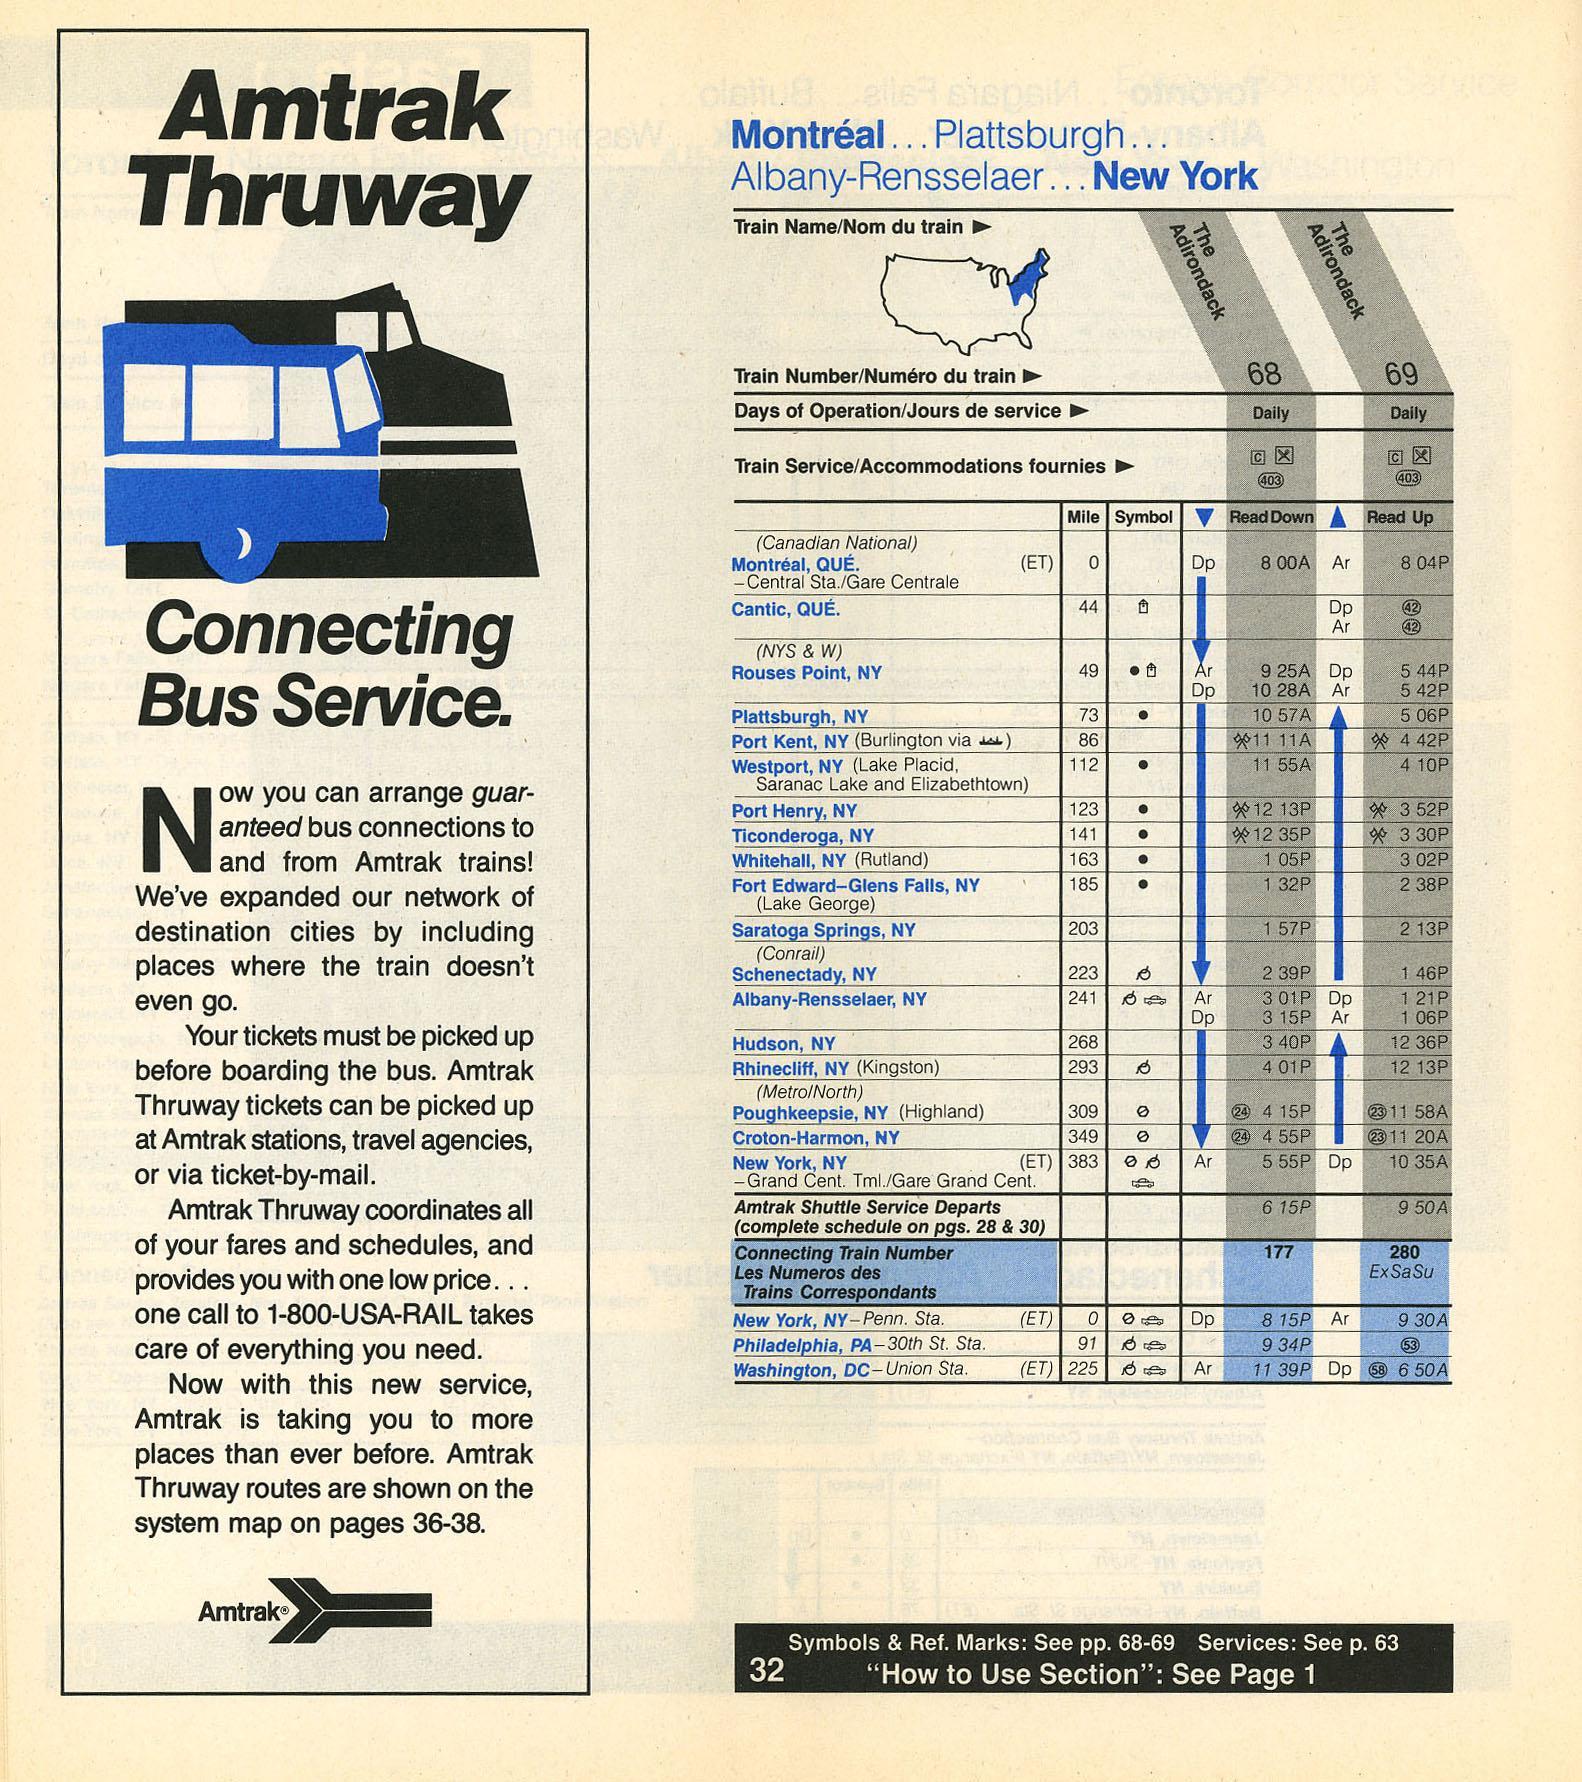 Amtrak
Thruway
Connecting
Bus Service.
Now you can arrange guar-
anteed bus connections to
and from Amtrak trains!
We've expanded our network of
destination cities by including
places where the train doesn't
even go.
Your tickets must be picked up
before boarding the bus. Amtrak
Thruway tickets can be picked up
at Amtrak stations, travel agencies,
or via ticket-by-mail.
Amtrak Thruway coordinates all
of your fares and schedules, and
provides you with one low price...
one call to 1-800-USA-RAIL takes
care of everything you need.
Now with this new service,
Amtrak is taking you to more
places than ever before. Amtrak
Thruway routes are shown on the
system map on pages 36-38.
Amtrak®
Montréal...Plattsburgh...
Albany-Rensselaer...New York
Train Name/Nom du train ► The Adirondack The Adirondack
Train Number/Numéro du train ► 68 69
Days of Operation/Jours de service ► Daily Daily
Train Service/Accommodations fournies ► C C
403 403
Mile Symbol ▼ Read Down ▲ Read Up
(Canadian National)
Montréal, QUÉ. (ET) 0 Dp 8 00A Ar 8 04P
–Central Sta./Gare Centrale
Cantic, QUÉ. 44 Dp 42
Ar 42
(NYS & W)
Rouses Point, NY 49 ● Ar 9 25A Dp 5 44P
Dp 10 28A Ar 5 42P
Plattsburgh, NY 73 ● 10 57A 5 06P
Port Kent, NY (Burlington via ) 86 11 11A 4 42P
Westport, NY (Lake Placid, 112 ● 11 55A 4 10P
Saranac Lake and Elizabethtown)
Port Henry, NY 123 ● 12 13P 3 52P
Ticonderoga, NY 141 ● 12 35P 3 30P
Whitehall, NY (Rutland) 163 ● 1 05P 3 02P
Fort Edward–Glens Falls, NY 185 ● 1 32P 2 38P
(Lake George)
Saratoga Springs, NY 203 1 57P 2 13P
(Conrail)
Schenectady, NY 223 2 39P 1 46P
Albany-Rensselaer, NY 241 Ar 3 01P Dp 1 21P
Dp 3 15P Ar 1 06P
Hudson, NY 268 3 40P 12 36P
Rhinecliff, NY (Kingston) 293 4 01P 12 13P
(Metro/North)
Poughkeepsie, NY (Highland) 309 24 4 15P 23 11 58A
Croton-Harmon, NY 349 24 4 55P 23 11 20A
New York, NY (ET) 383 Ar 5 55P Dp 10 35A
–Grand Cent. Tml./Gare Grand Cent.
Amtrak Shuttle Service Departs 6 15P 9 50A
(complete schedule on pgs. 28 & 30)
Connecting Train Number 177 280
Les Numeros des ExSaSu
Trains Correspondants
New York, NY–Penn. Sta. (ET) 0 Dp 8 15P Ar 9 30A
Philadelphia, PA–30th St. Sta. 91 9 34P 53
Washington, DC–Union Sta. (ET) 225 Ar 11 39P Dp 58 6 50A
Symbols & Ref. Marks: See pp. 68-69 Services: See p. 63
32 "How to Use Section": See Page 1